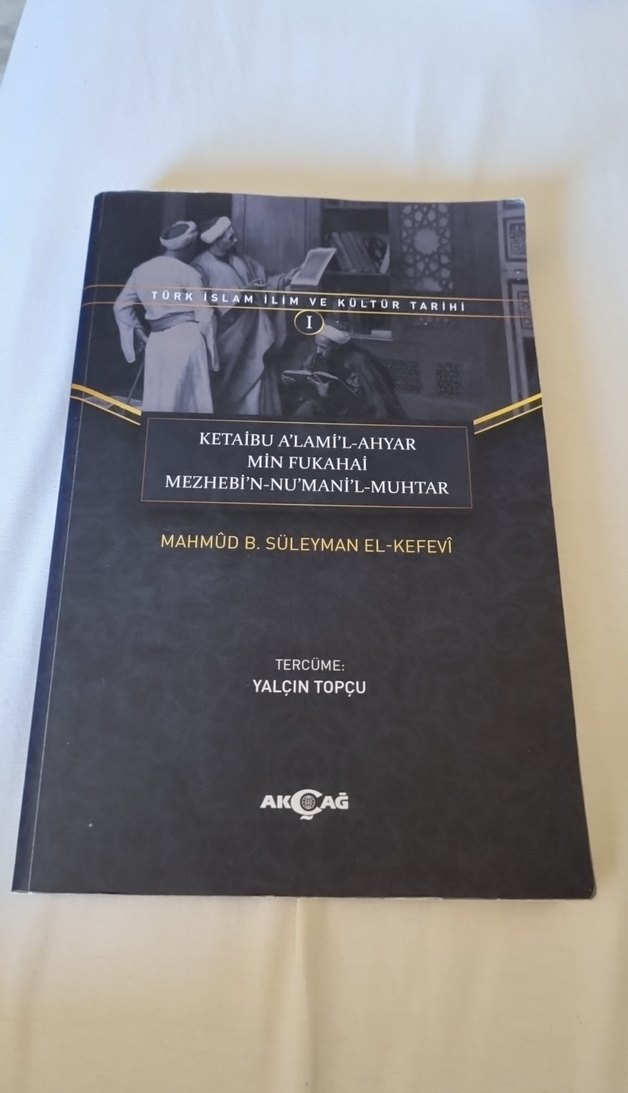 TÜRK İSLAM İLİM VE KÜLTÜR TARİHİ
I
KETAİBU A'LAMİ'L-AHYAR
MİN FUKAHAİ
MEZHEBİ'N-NU'MANİ'L-MUHTAR
MAHMÛD B. SÜLEYMAN EL-KEFEVÎ
TERCÜME:
YALÇIN TOPÇU
AKÇAĞ